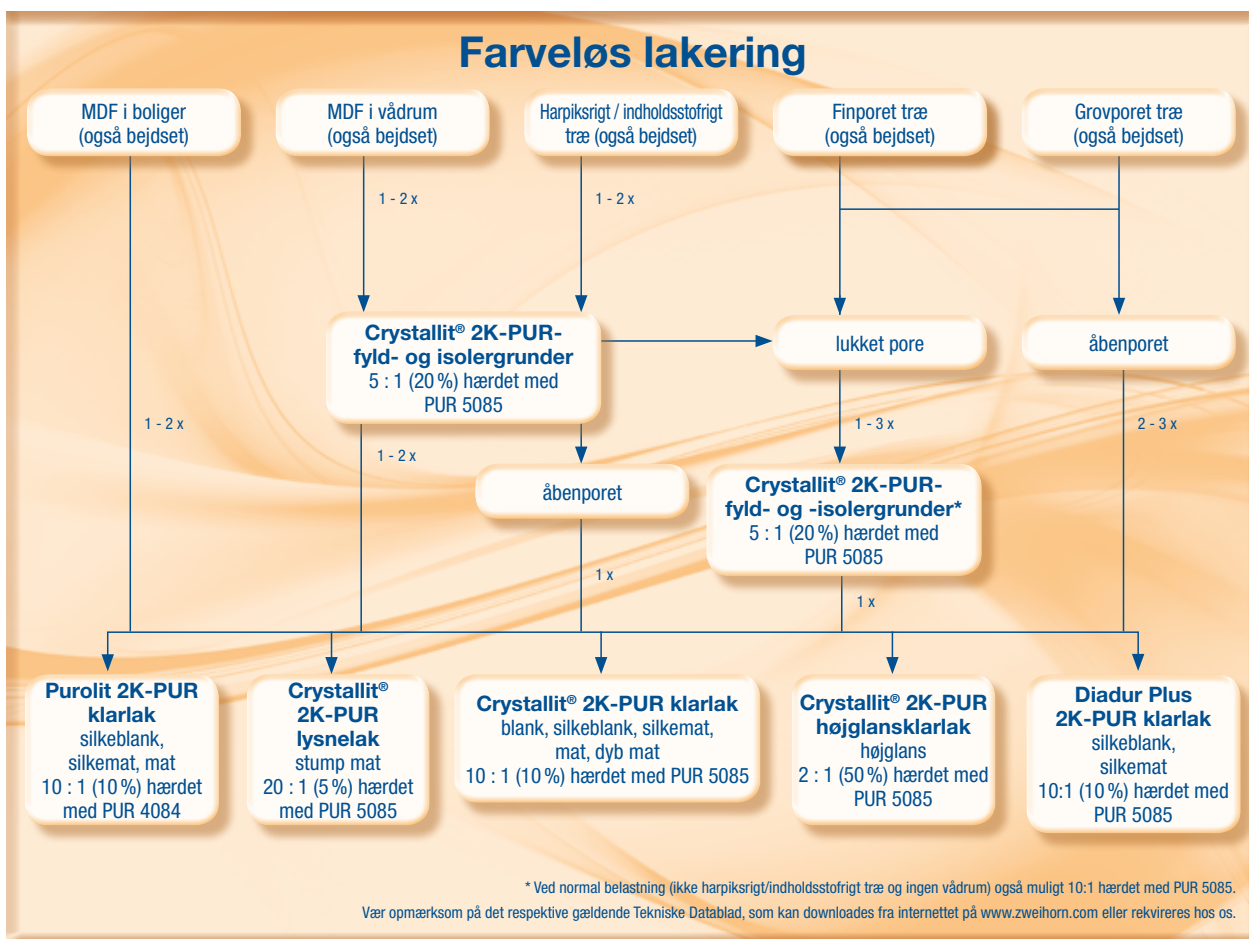 Farveløs lakering
MDF i boliger
(også bejdset)
MDF i vådrum
(også bejdset)
Harpiksrigt / indholdsstofrigt
træ (også bejdset)
Finporet træ
(også bejdset)
Grovporet træ
(også bejdset)
1 - 2 x
1 - 2 x
Crystallit® 2K-PUR-
fyld- og isolergrunder
5 : 1 (20 %) hærdet med
PUR 5085
lukket pore
åbenporet
1 - 2 x
1 - 2 x
1 - 3 x
2 - 3 x
åbenporet
Crystallit® 2K-PUR-
fyld- og -isolergrunder*
5 : 1 (20 %) hærdet med
PUR 5085
1 x
1 x
Purolit 2K-PUR
klarlak
silkeblank,
silkemat, mat
10 : 1 (10 %) hærdet
med PUR 4084
Crystallit®
2K-PUR
lysnelak
stump mat
20 : 1 (5 %) hærdet
med PUR 5085
Crystallit® 2K-PUR klarlak
blank, silkeblank, silkemat,
mat, dyb mat
10 : 1 (10 %) hærdet med PUR 5085
Crystallit® 2K-PUR
højglansklarlak
højglans
2 : 1 (50 %) hærdet med
PUR 5085
Diadur Plus
2K-PUR klarlak
silkeblank,
silkemat
10:1 (10 %) hærdet med
PUR 5085
* Ved normal belastning (ikke harpiksrigt/indholdsstofrigt træ og ingen vådrum) også muligt 10:1 hærdet med PUR 5085.
Vær opmærksom på det respektive gældende Tekniske Datablad, som kan downloades fra internettet på www.zweihorn.com eller rekvireres hos os.